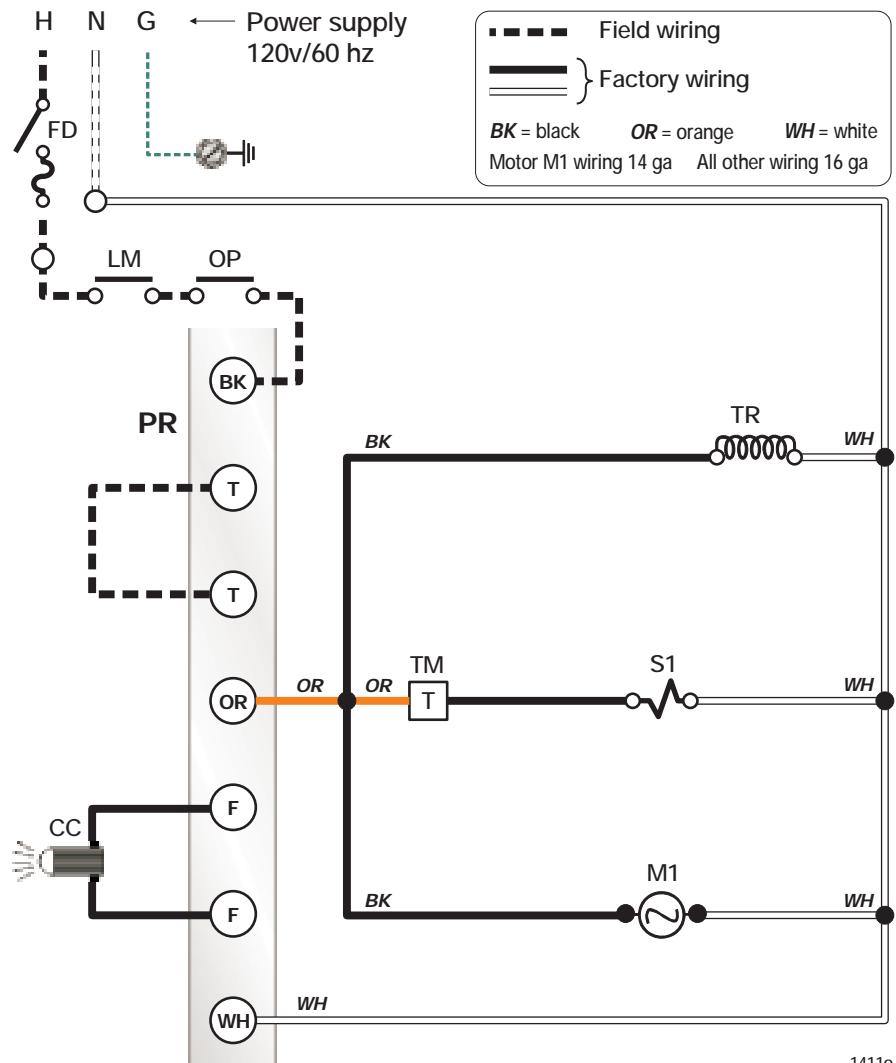 H N G Power supply
120v/60 hz
Field wiring
Factory wiring
BK = black OR = orange WH = white
Motor M1 wiring 14 ga All other wiring 16 ga
FD
LM OP
BK
PR
TR
BK WH
T
T
TM S1
OR OR OR T WH
F
CC
M1
F BK WH
WH WH
1411a